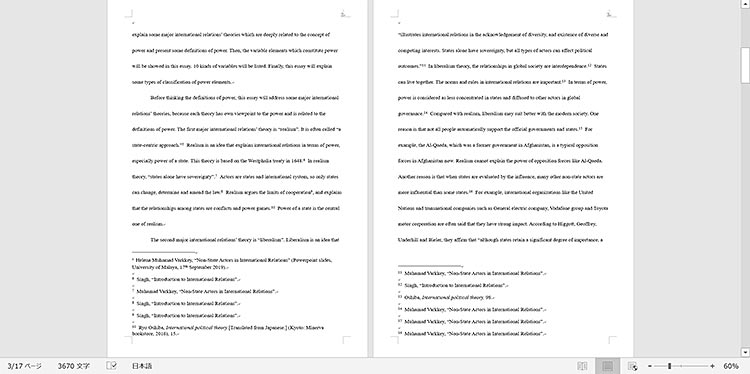 explain some major international relations' theories which are deeply related to the concept of
power and present some definitions of power. Then, the variable elements which constitute power
will be showed in this essay. 10 kinds of variables will be listed. Finally, this essay will explain
some types of classification of power elements.
Before thinking the definitions of power, this essay will address some major international
relations' theories, because each theory has own viewpoint to the power and is related to the
definitions of power. The first major international relations' theory is "realism". It is often called "a
state-centric approach." Realism is an idea that explain international relations in terms of power,
especially power of a state. This theory is based on the Westphalia treaty in 1648. In realism
theory, "states alone have sovereignty". Actors are states and international system, so only states
can change, determine and amend the law. Realism argues the limits of cooperation, and explain
that the relationships among states are conflicts and power games. Power of a state is the central
one of realism.
The second major international relations' theory is "liberalism". Liberalism is an idea that
Helena Muhamad Varkkey, "Non-State Actors in International Relations" (Powerpoint slides,
University of Malaya, 17th September 2019).
6 Singh, "Introduction to International Relations".
7 Muhamad Varkkey, "Non-State Actors in International Relations".
8 Singh, "Introduction to International Relations".
9 Singh, "Introduction to International Relations".
10 Ryo Oshiba, International political theory [Translated from Japanese] (Kyoto: Minerva
bookstore, 2016), 15.
"illustrates international relations in the acknowledgement of diversity, and existence of diverse and
competing interests. States alone have sovereignty, but all types of actors can affect political
outcomes."11 In liberalism theory, the relationships in global society are interdependence.12 States
can live together. The norms and rules in international relations are important.13 In terms of power,
power is considered as less concentrated in states and diffused to other actors in global
governance.14 Compared with realism, liberalism may suit better with the modern society. One
reason is that not all people automatically support the official governments and states.15 For
example, the Al-Qaeda, which was a former government in Afghanistan, is a typical opposition
forces in Afghanistan now. Realism cannot explain the power of opposition forces like Al-Qaeda.
Another reason is that when states are evaluated by the influence, many other non-state actors are
more influential than some states.16 For example, international organizations like the United
Nations and transnational companies such as General electric company, Vodafone group and Toyota
motor corporation are often said that they have strong impact. According to Higgott, Geoffrey,
Underhill and Bieler, they affirm that "although states retain a significant degree of importance, a
11 Muhamad Varkkey, "Non-State Actors in International Relations".
12 Singh, "Introduction to International Relations".
13 Oshiba, International political theory, 98.
14 Muhamad Varkkey, "Non-State Actors in International Relations".
15 Muhamad Varkkey, "Non-State Actors in International Relations".
16 Muhamad Varkkey, "Non-State Actors in International Relations".
3/17 ページ 3670 文字 日本語 60%